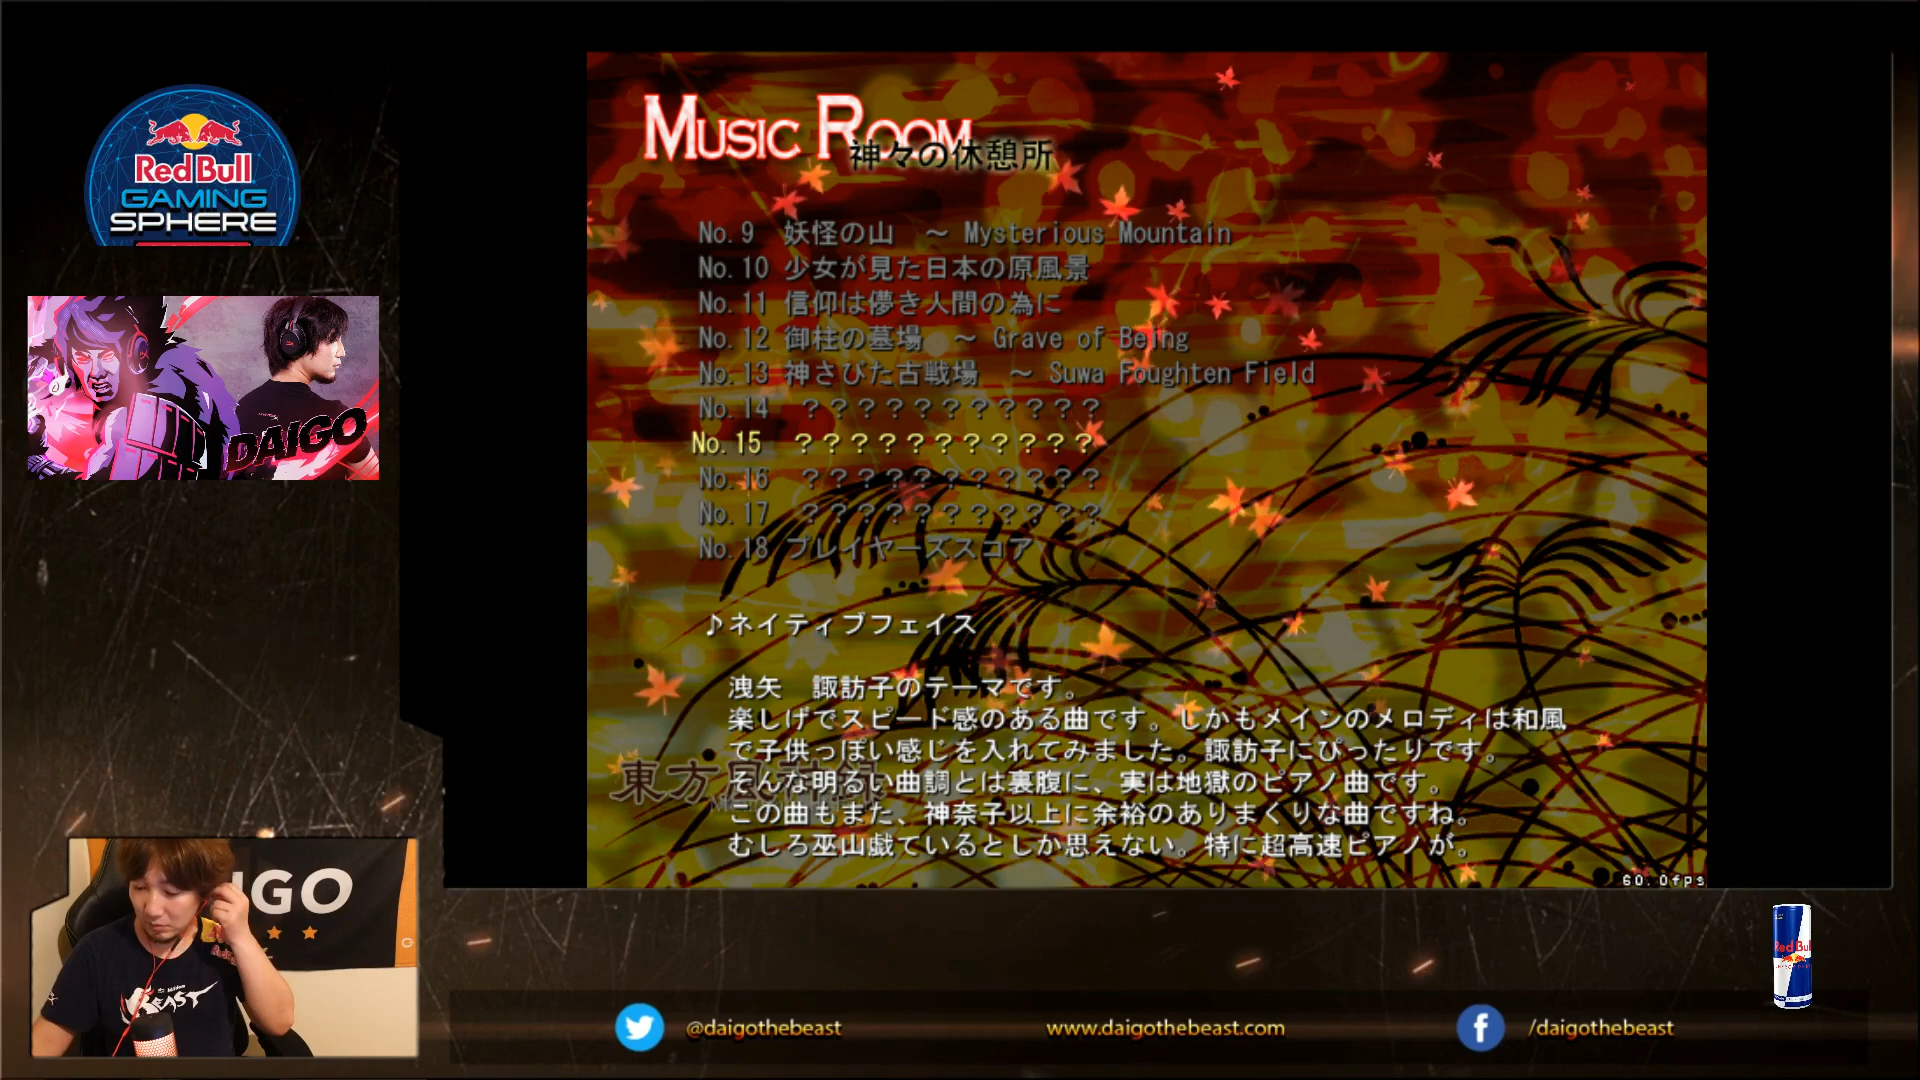 Red Bull
GAMING
SPHERE
DAIGO
MUSIC ROOM
神々の休憩所
No.9 妖怪の山 ～ Mysterious Mountain
No.10 少女が見た日本の原風景
No.11 信仰は儚き人間の為に
No.12 御柱の墓場 ～ Grave of Being
No.13 神さびた古戦場 ～ Suwa Foughten Field
No.14 ？？？？？？？？？？？
No.15 ？？？？？？？？？？？
No.16 ？？？？？？？？？？？
No.17 ？？？？？？？？？？？
No.18 プレイヤーズスコア
♪ネイティブフェイス
洩矢 諏訪子のテーマです。
楽しげでスピード感のある曲です。しかもメインのメロディは和風
で子供っぽい感じを入れてみました。諏訪子にぴったりです。
そんな明るい曲調とは裏腹に、実は地獄のピアノ曲です。
この曲もまた、神奈子以上に余裕のありまくりな曲ですね。
むしろ巫山戯ているとしか思えない。特に超高速ピアノが。
東方風
60.0fps
IGO
BEAST
Red Bull
@daigothebeast
www.daigothebeast.com
/daigothebeast